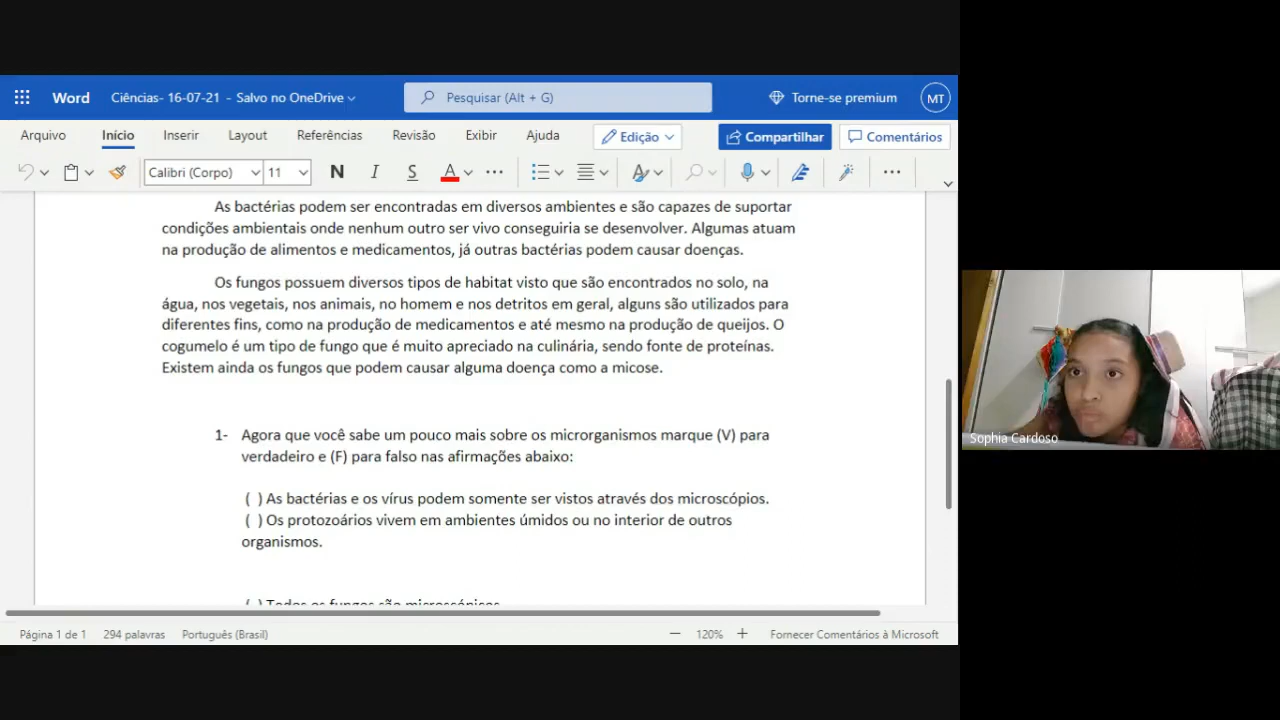 Word Ciências- 16-07-21 - Salvo no OneDrive Pesquisar (Alt + G) Torne-se premium MT
Arquivo Início Inserir Layout Referências Revisão Exibir Ajuda Edição Compartilhar Comentários
Calibri (Corpo) 11 N I S A
As bactérias podem ser encontradas em diversos ambientes e são capazes de suportar
condições ambientais onde nenhum outro ser vivo conseguiria se desenvolver. Algumas atuam
na produção de alimentos e medicamentos, já outras bactérias podem causar doenças.
Os fungos possuem diversos tipos de habitat visto que são encontrados no solo, na
água, nos vegetais, nos animais, no homem e nos detritos em geral, alguns são utilizados para
diferentes fins, como na produção de medicamentos e até mesmo na produção de queijos. O
cogumelo é um tipo de fungo que é muito apreciado na culinária, sendo fonte de proteínas.
Existem ainda os fungos que podem causar alguma doença como a micose.
1- Agora que você sabe um pouco mais sobre os microrganismos marque (V) para
verdadeiro e (F) para falso nas afirmações abaixo:
( ) As bactérias e os vírus podem somente ser vistos através dos microscópios.
( ) Os protozoários vivem em ambientes úmidos ou no interior de outros
organismos.
( ) Todos os fungos são microscópicos.
Página 1 de 1 294 palavras Português (Brasil) 120% Fornecer Comentários à Microsoft
Sophia Cardoso